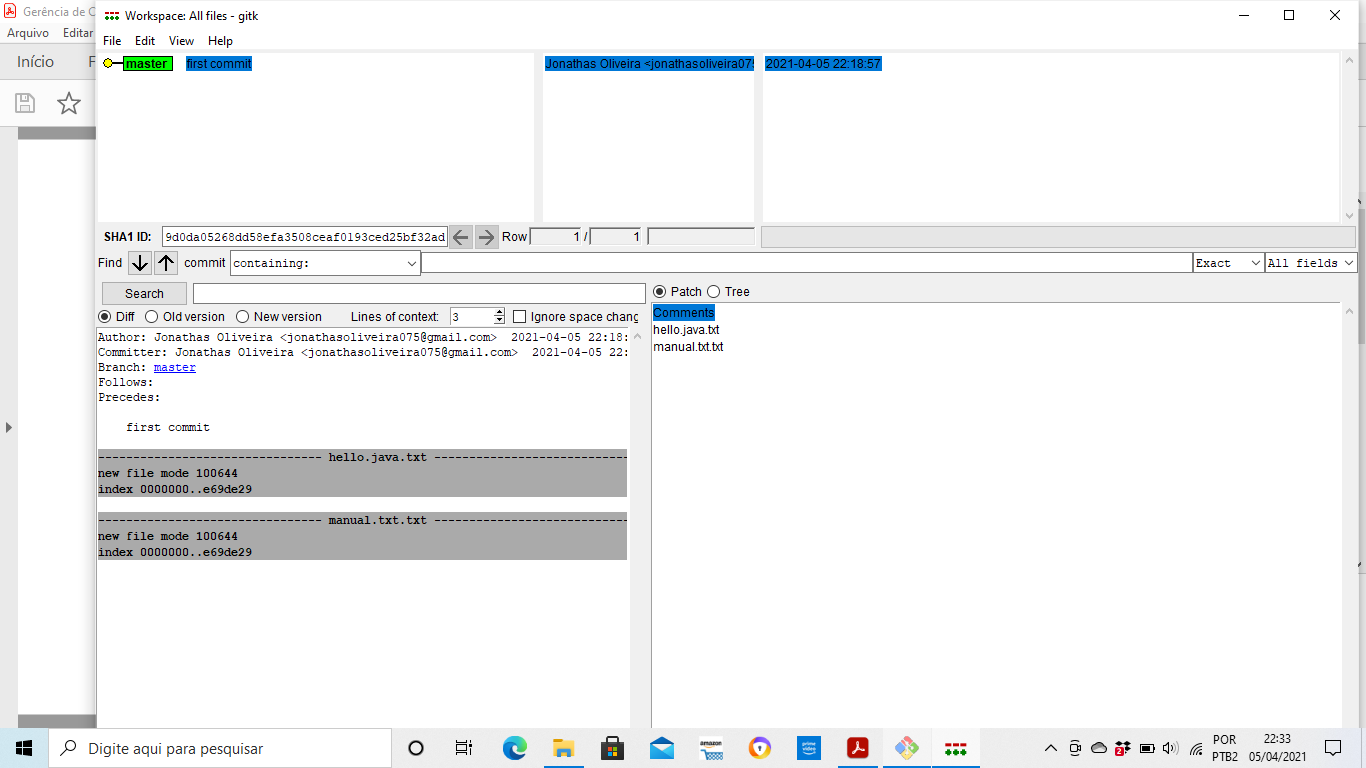 Gerência de C
Workspace: All files - gitk
Arquivo Editar
File Edit View Help
Início
master first commit Jonathas Oliveira <jonathasoliveira075 2021-04-05 22:18:57
SHA1 ID: 9d0da05268dd58efa3508ceaf0193ced25bf32ad Row 1 / 1
Find commit containing: Exact All fields
Search Patch Tree
Diff Old version New version Lines of context: 3 Ignore space chang
Comments
hello.java.txt
manual.txt.txt
Author: Jonathas Oliveira <jonathasoliveira075@gmail.com> 2021-04-05 22:18:
Committer: Jonathas Oliveira <jonathasoliveira075@gmail.com> 2021-04-05 22:
Branch: master
Follows:
Precedes:
first commit
-------------------------------- hello.java.txt ----------------------------
new file mode 100644
index 0000000..e69de29
-------------------------------- manual.txt.txt ----------------------------
new file mode 100644
index 0000000..e69de29
Digite aqui para pesquisar
amazon
prime video
2
POR
PTB2
22:33
05/04/2021